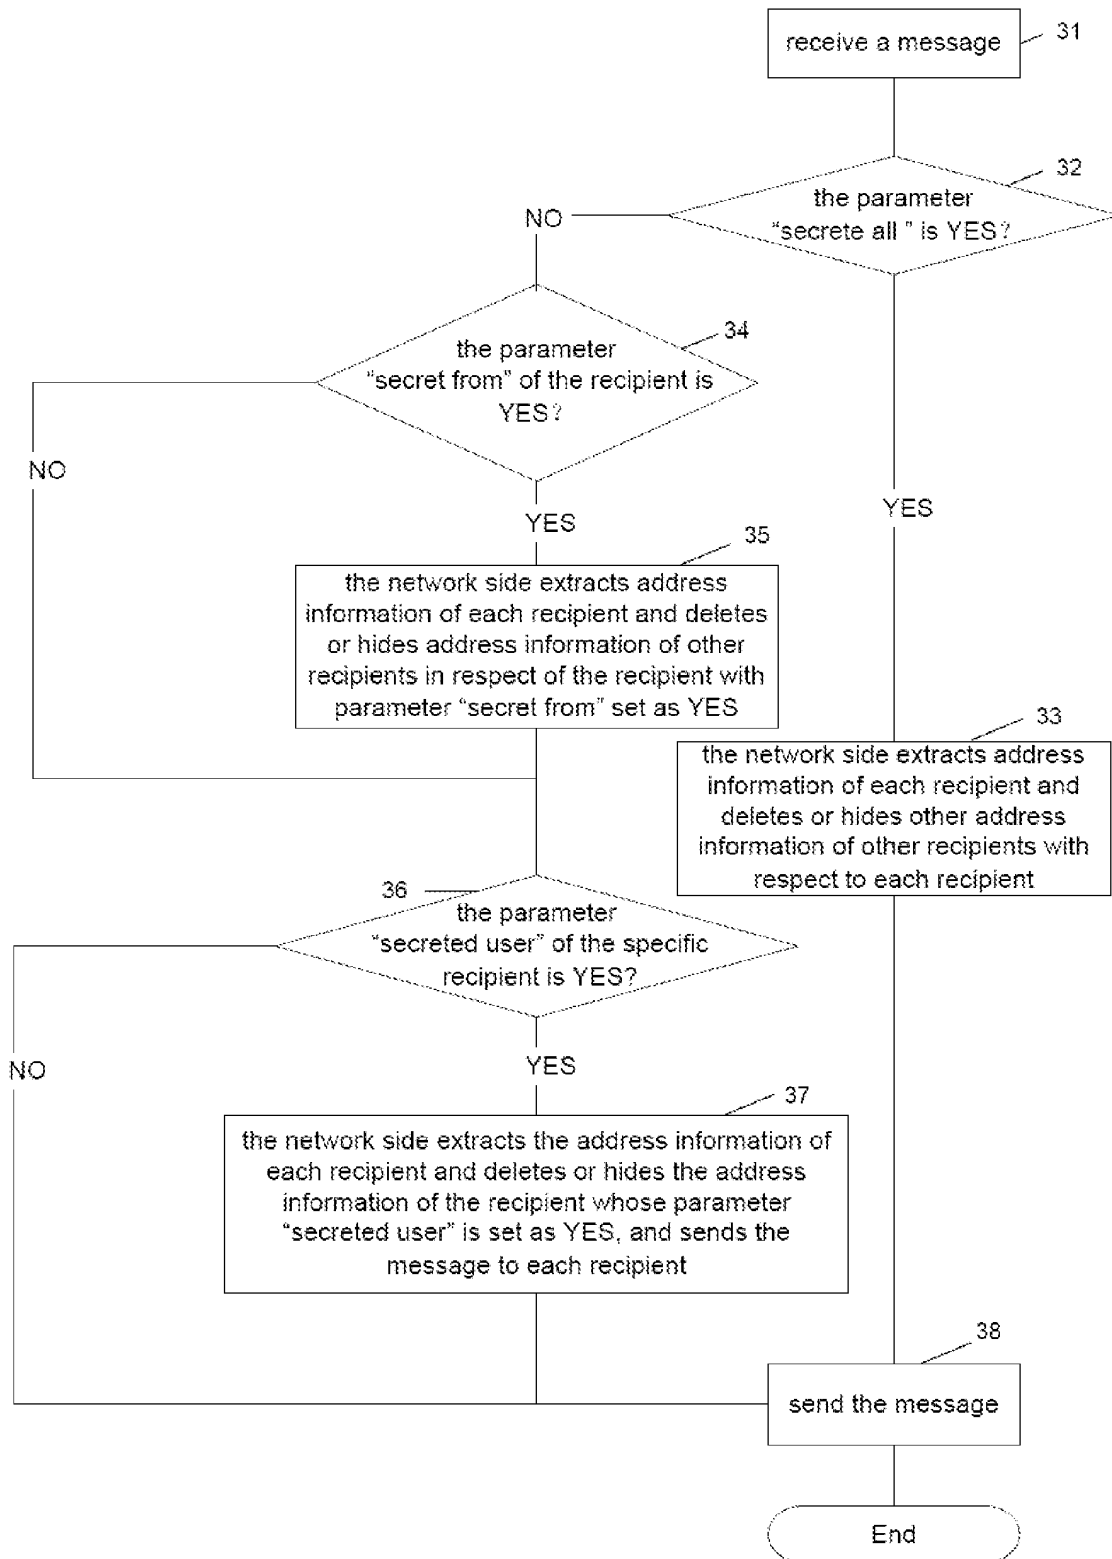 receive a message
31
32
the parameter
“secrete all ” is YES?
NO
34
the parameter
“secret from” of the recipient is
YES?
NO
YES
YES
35
the network side extracts address
information of each recipient and deletes
or hides address information of other
recipients in respect of the recipient with
parameter “secret from” set as YES
33
the network side extracts address
information of each recipient and
deletes or hides other address
information of other recipients with
respect to each recipient
36
the parameter
“secreted user” of the specific
recipient is YES?
NO
YES
37
the network side extracts the address information of
each recipient and deletes or hides the address
information of the recipient whose parameter
“secreted user” is set as YES, and sends the
message to each recipient
38
send the message
End